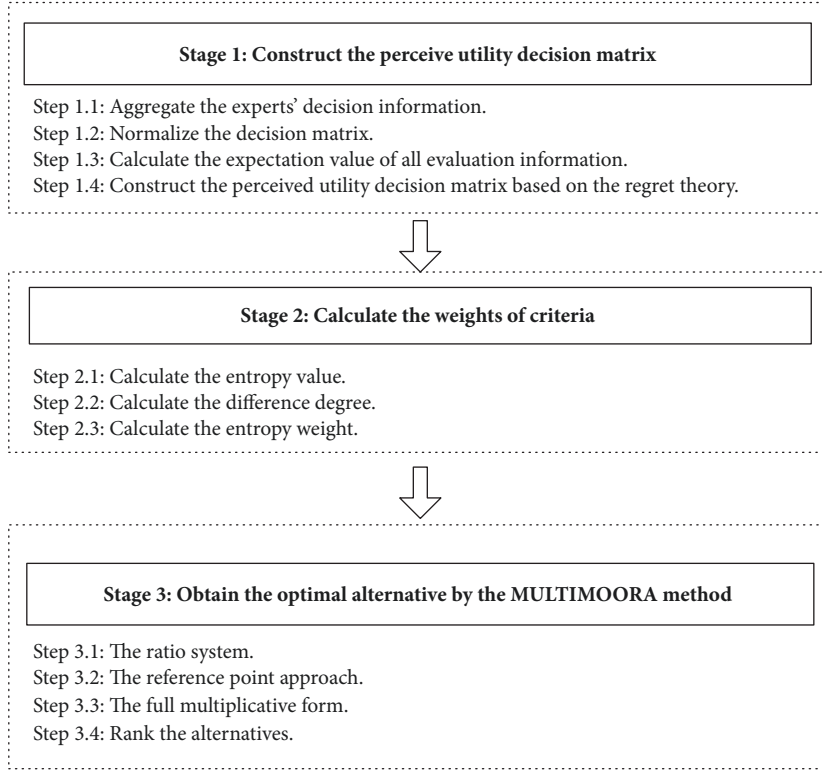 Stage 1: Construct the perceive utility decision matrix
Step 1.1: Aggregate the experts' decision information.
Step 1.2: Normalize the decision matrix.
Step 1.3: Calculate the expectation value of all evaluation information.
Step 1.4: Construct the perceived utility decision matrix based on the regret theory.
Stage 2: Calculate the weights of criteria
Step 2.1: Calculate the entropy value.
Step 2.2: Calculate the difference degree.
Step 2.3: Calculate the entropy weight.
Stage 3: Obtain the optimal alternative by the MULTIMOORA method
Step 3.1: The ratio system.
Step 3.2: The reference point approach.
Step 3.3: The full multiplicative form.
Step 3.4: Rank the alternatives.